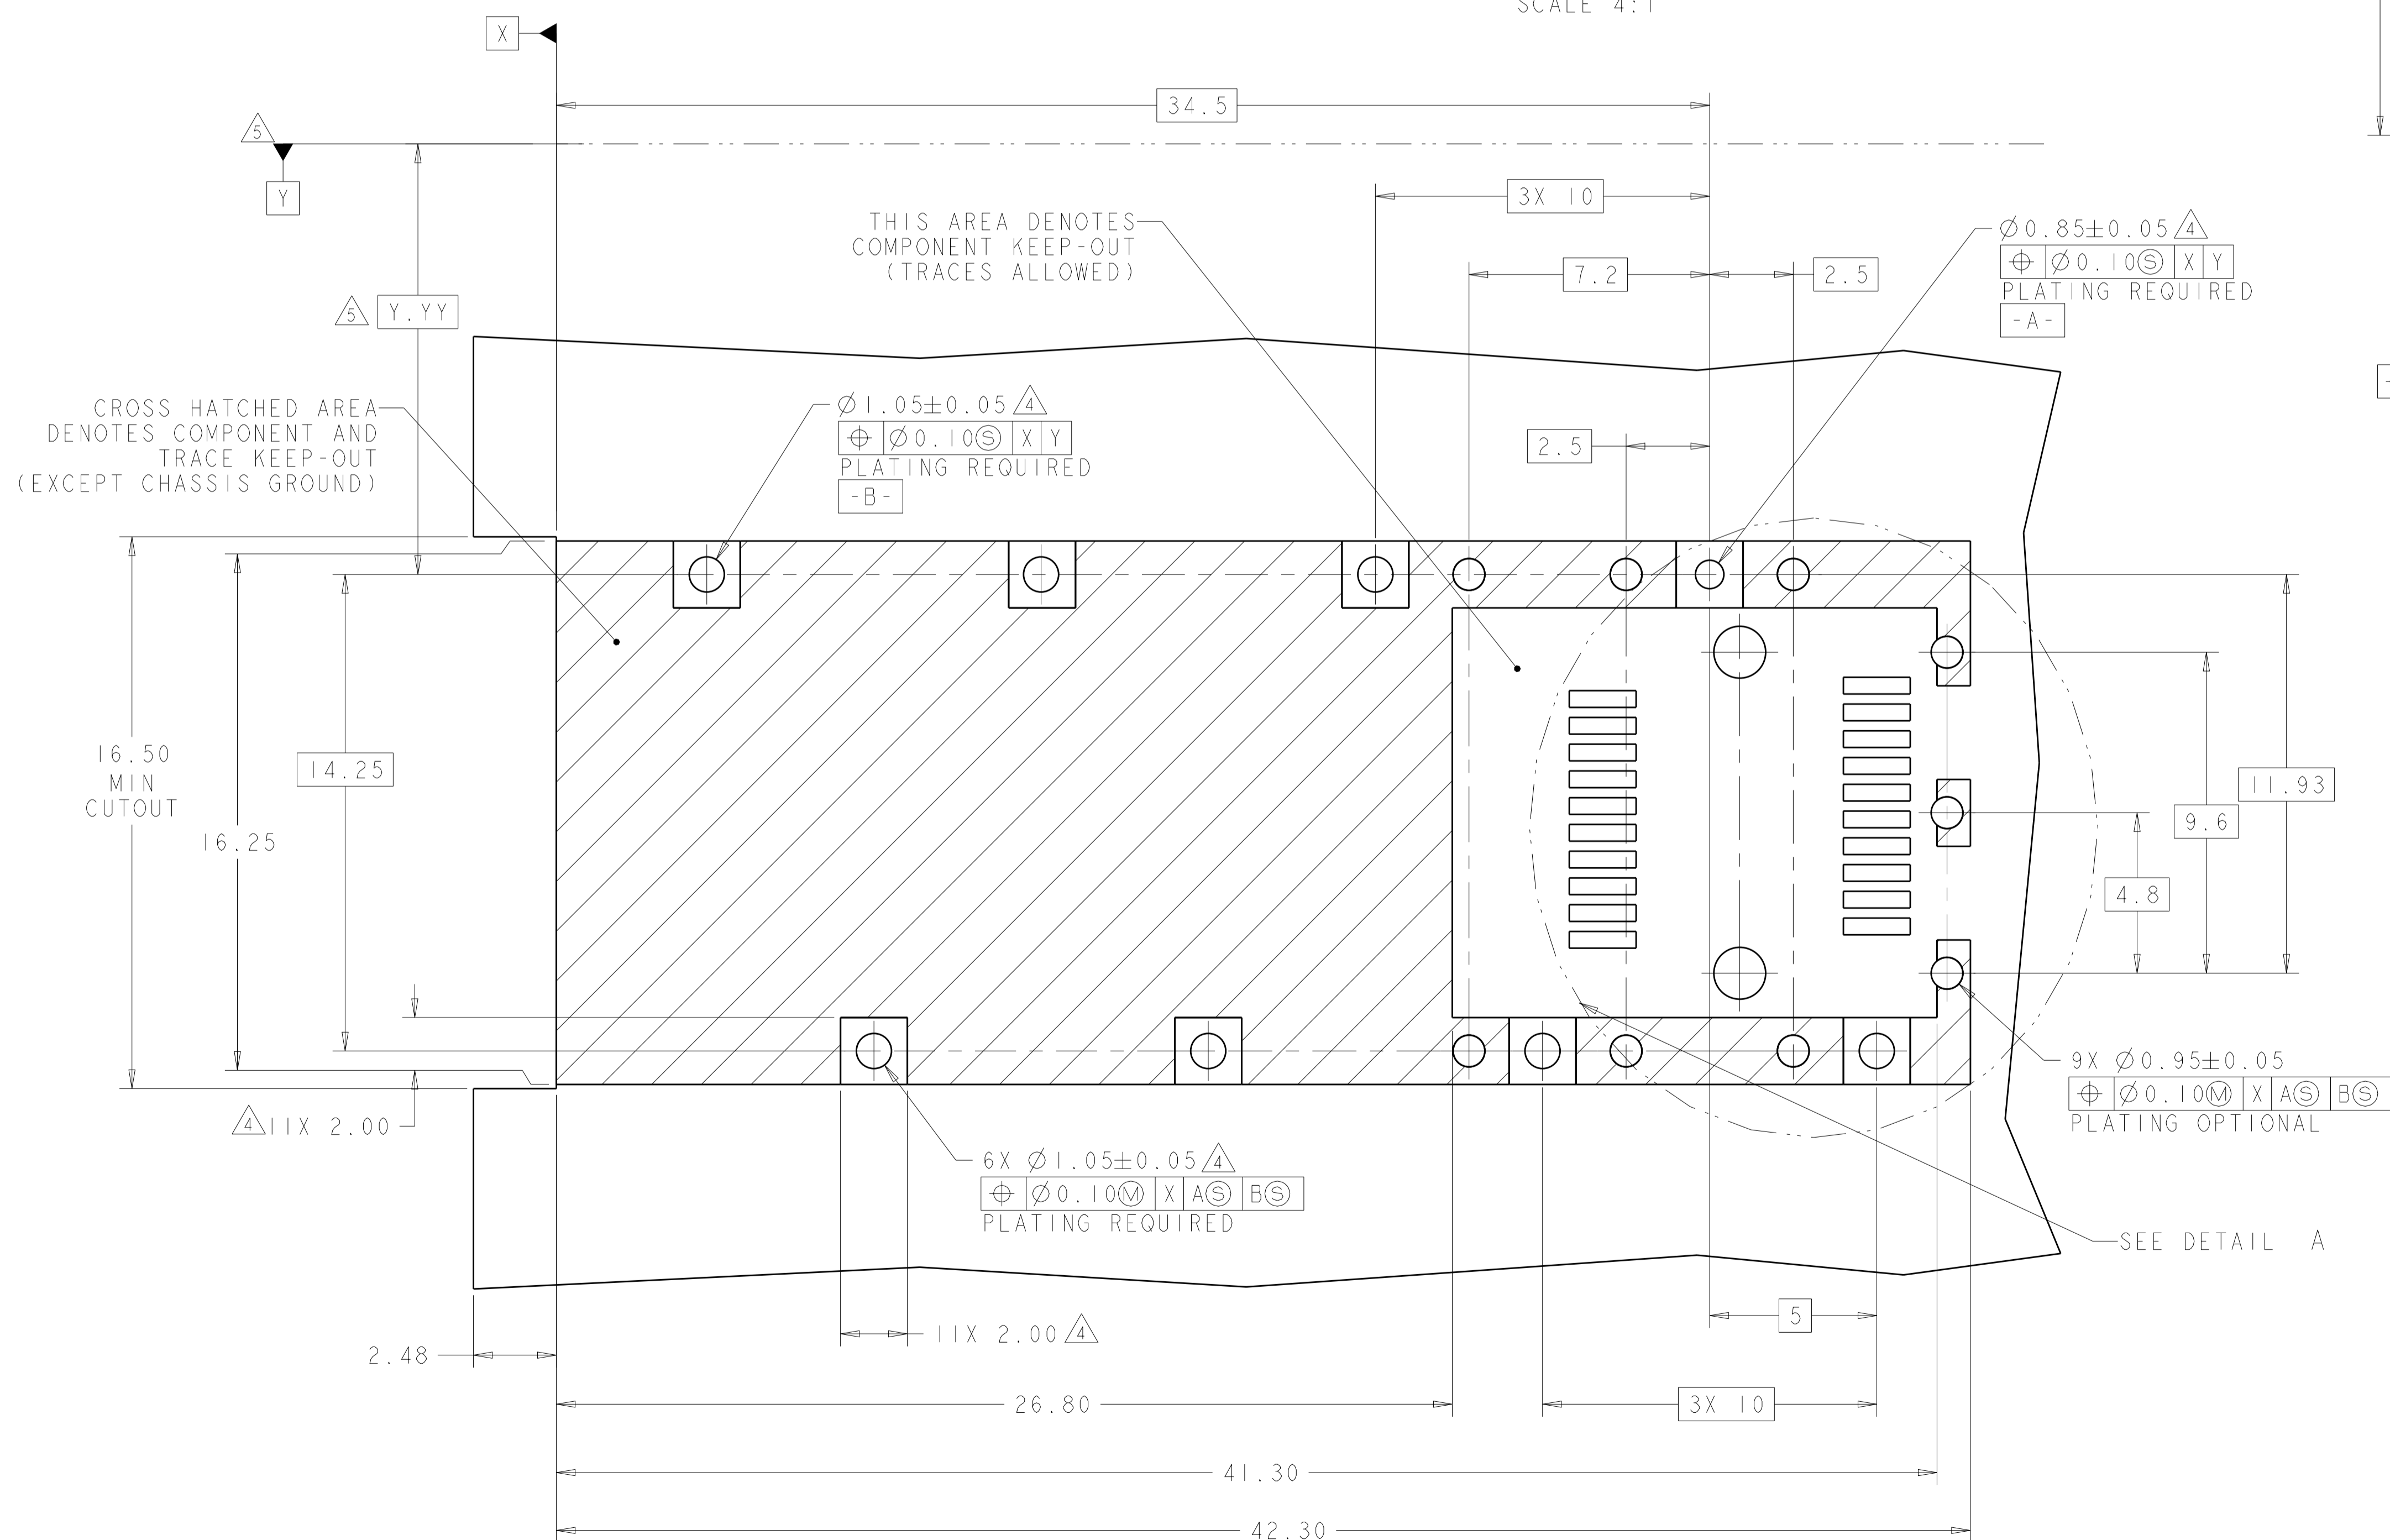 SCALE 4:1
X
34.5
5
Y
3X 10
THIS AREA DENOTES
COMPONENT KEEP-OUT
(TRACES ALLOWED)
Ø0.85±0.05 4
⌖ Ø0.10Ⓢ X Y
PLATING REQUIRED
-A-
7.2
2.5
5 Y.YY
CROSS HATCHED AREA
DENOTES COMPONENT AND
TRACE KEEP-OUT
(EXCEPT CHASSIS GROUND)
Ø1.05±0.05 4
⌖ Ø0.10Ⓢ X Y
PLATING REQUIRED
-B-
2.5
16.50
MIN
CUTOUT
14.25
16.25
11.93
9.6
4.8
4 11X 2.00
9X Ø0.95±0.05
⌖ Ø0.10Ⓜ X AⓈ BⓈ
PLATING OPTIONAL
6X Ø1.05±0.05 4
⌖ Ø0.10Ⓜ X AⓈ BⓈ
PLATING REQUIRED
SEE DETAIL A
5
11X 2.00 4
2.48
26.80
3X 10
41.30
42.30